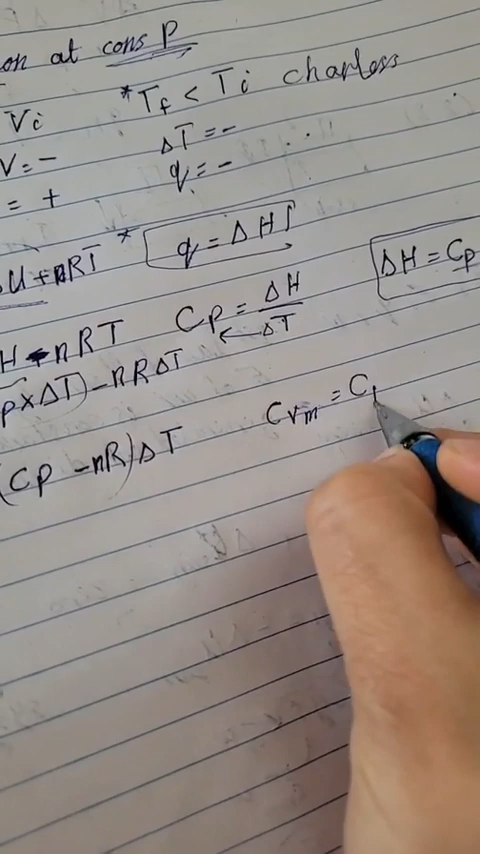 on at cons P
Vi
* Tf < Ti charless
V = -
ΔT = -
= +
q = -
U + nRT
* q = ΔH
ΔH = Cp
H - nRT
Cp = ΔH / ΔT
p × ΔT) - nRΔT
(Cp - nR)ΔT
Cvm = C